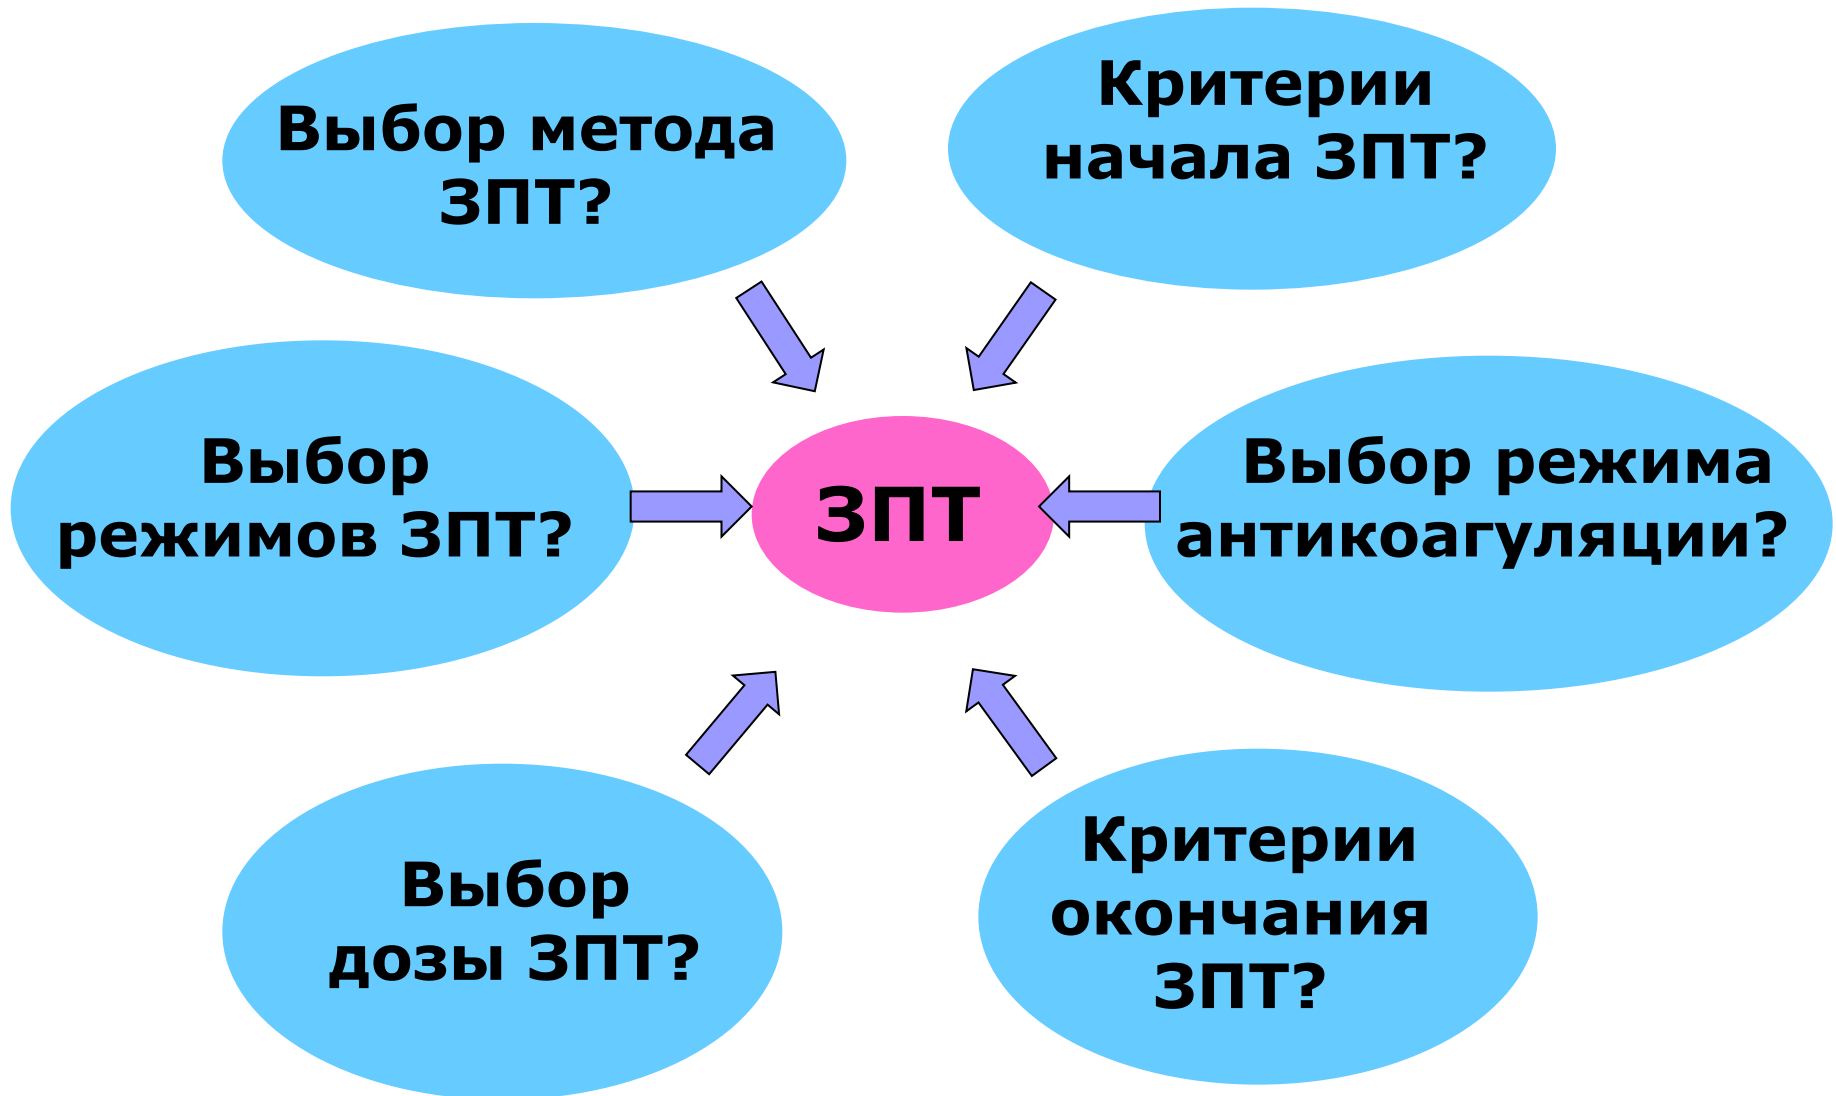 Выбор метода
ЗПТ?
Критерии
начала ЗПТ?
Выбор
режимов ЗПТ?
ЗПТ
Выбор режима
антикоагуляции?
Выбор
дозы ЗПТ?
Критерии
окончания
ЗПТ?